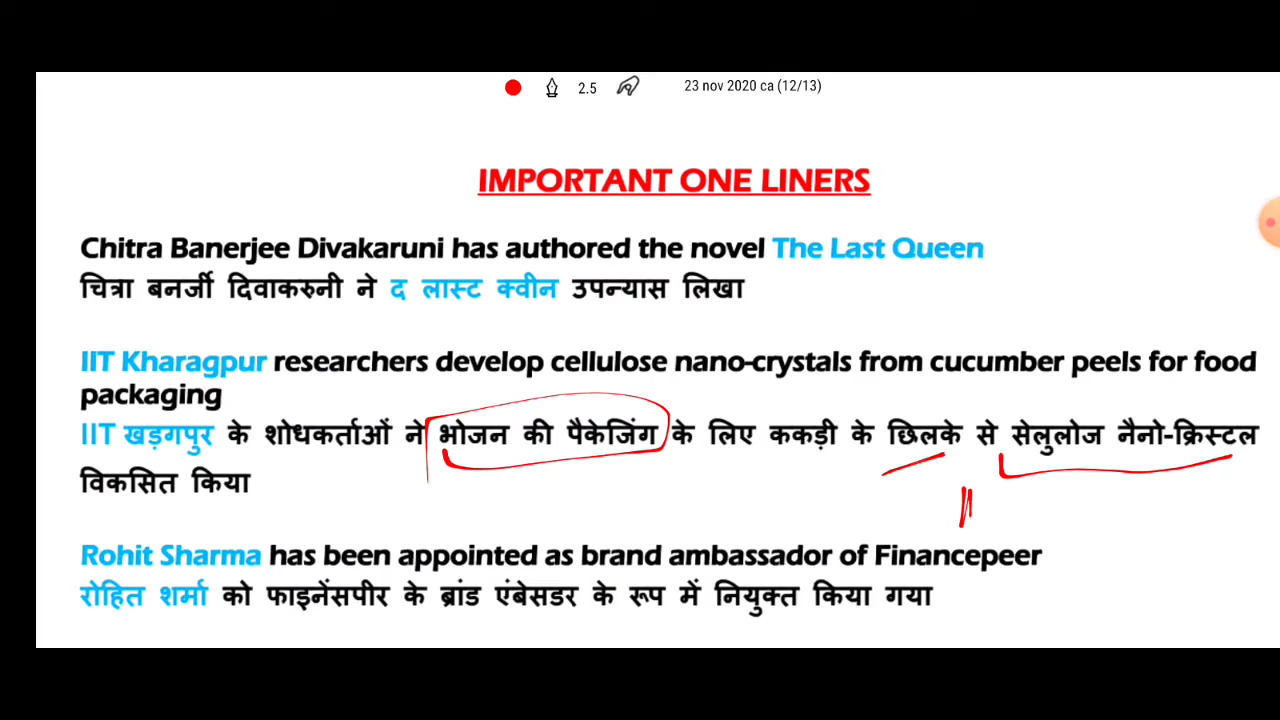 2.5 23 nov 2020 ca (12/13)
IMPORTANT ONE LINERS
Chitra Banerjee Divakaruni has authored the novel The Last Queen
चित्रा बनर्जी दिवाकरुनी ने द लास्ट क्वीन उपन्यास लिखा
IIT Kharagpur researchers develop cellulose nano-crystals from cucumber peels for food
packaging
IIT खड़गपुर के शोधकर्ताओं ने भोजन की पैकेजिंग के लिए ककड़ी के छिलके से सेलुलोज नैनो-क्रिस्टल
विकसित किया
Rohit Sharma has been appointed as brand ambassador of Financepeer
रोहित शर्मा को फाइनेंसपीर के ब्रांड एंबेसडर के रूप में नियुक्त किया गया